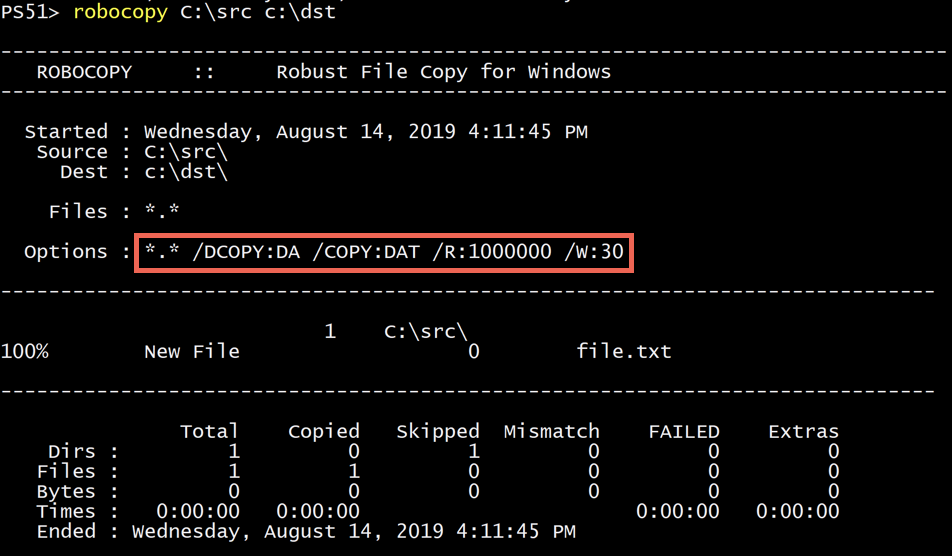 PS51> robocopy C:\src c:\dst
-------------------------------------------------------------------------------
ROBOCOPY     ::     Robust File Copy for Windows
-------------------------------------------------------------------------------
Started : Wednesday, August 14, 2019 4:11:45 PM
Source : C:\src\
Dest : c:\dst\
Files : *.*
Options : *.* /DCOPY:DA /COPY:DAT /R:1000000 /W:30
------------------------------------------------------------------------------
1    C:\src\
100%        New File                   0        file.txt
------------------------------------------------------------------------------
Total    Copied   Skipped  Mismatch    FAILED    Extras
Dirs :         1         0         1         0         0         0
Files :         1         1         0         0         0         0
Bytes :         0         0         0         0         0         0
Times :   0:00:00   0:00:00                       0:00:00   0:00:00
Ended : Wednesday, August 14, 2019 4:11:45 PM